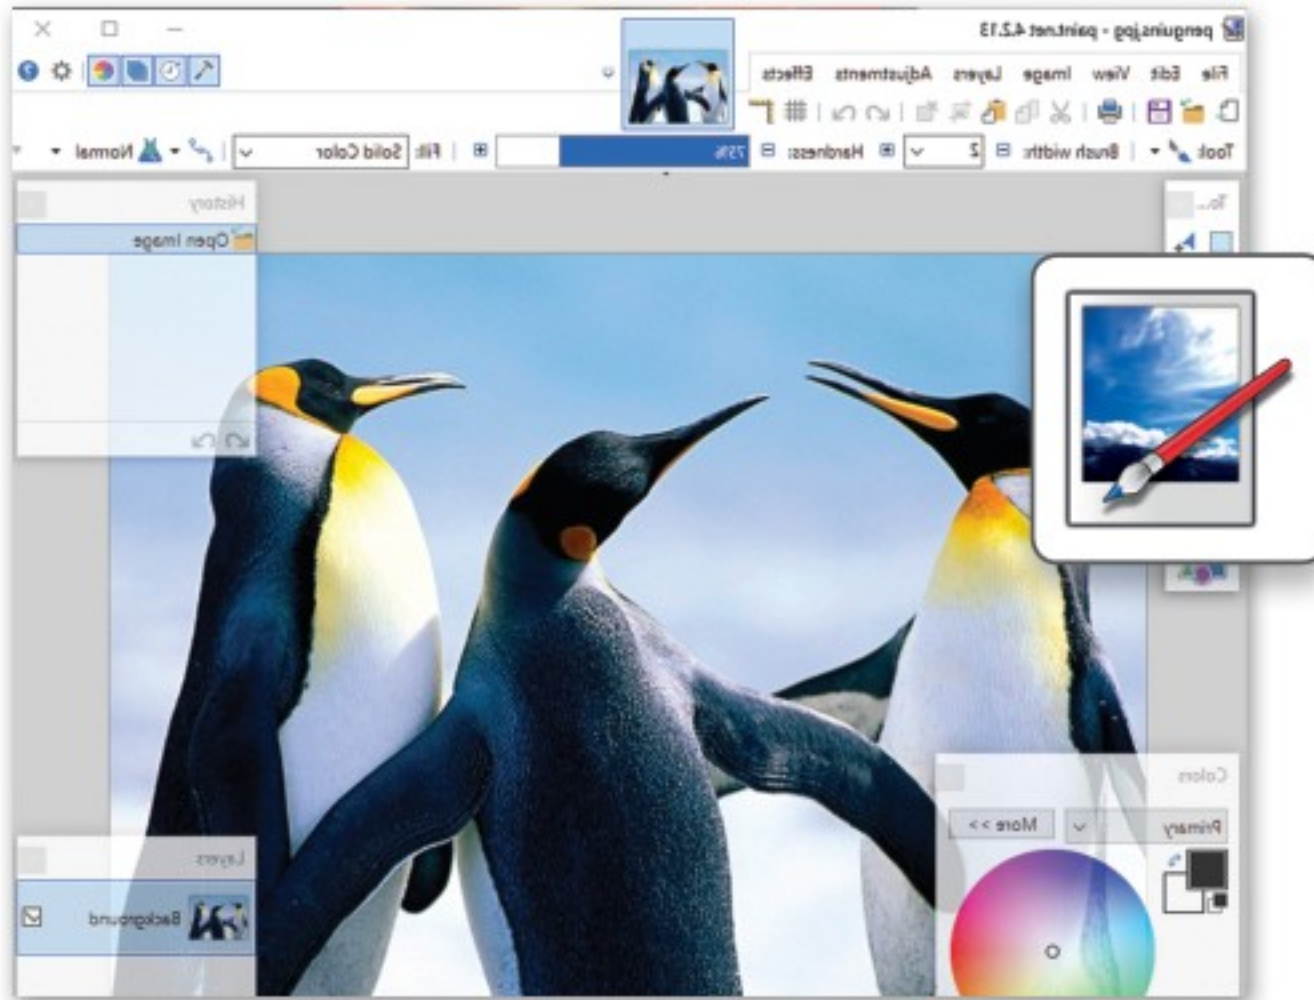 penguins.jpg - paint.net 4.2.13
File Edit View Image Layers Adjustments Effects
Tool: Brush width: 2 Hardness: 75% Fill: Solid Color Normal
To...
History
Open Image
Colors
Primary More >>
Layers
Background